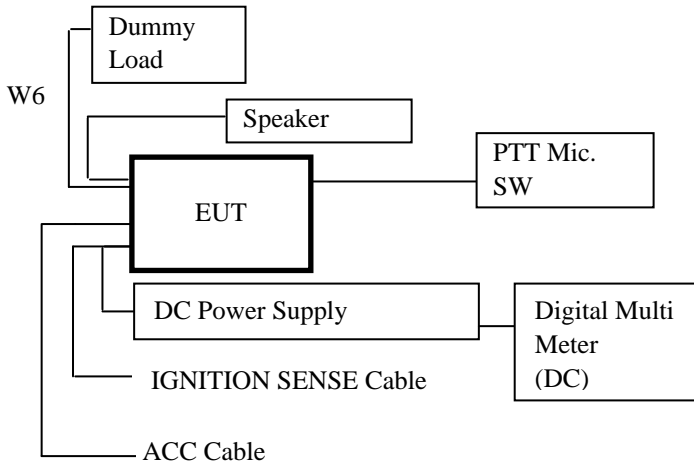 Dummy
Load
W6
Speaker
PTT Mic.
SW
EUT
DC Power Supply
Digital Multi
Meter
(DC)
IGNITION SENSE Cable
ACC Cable